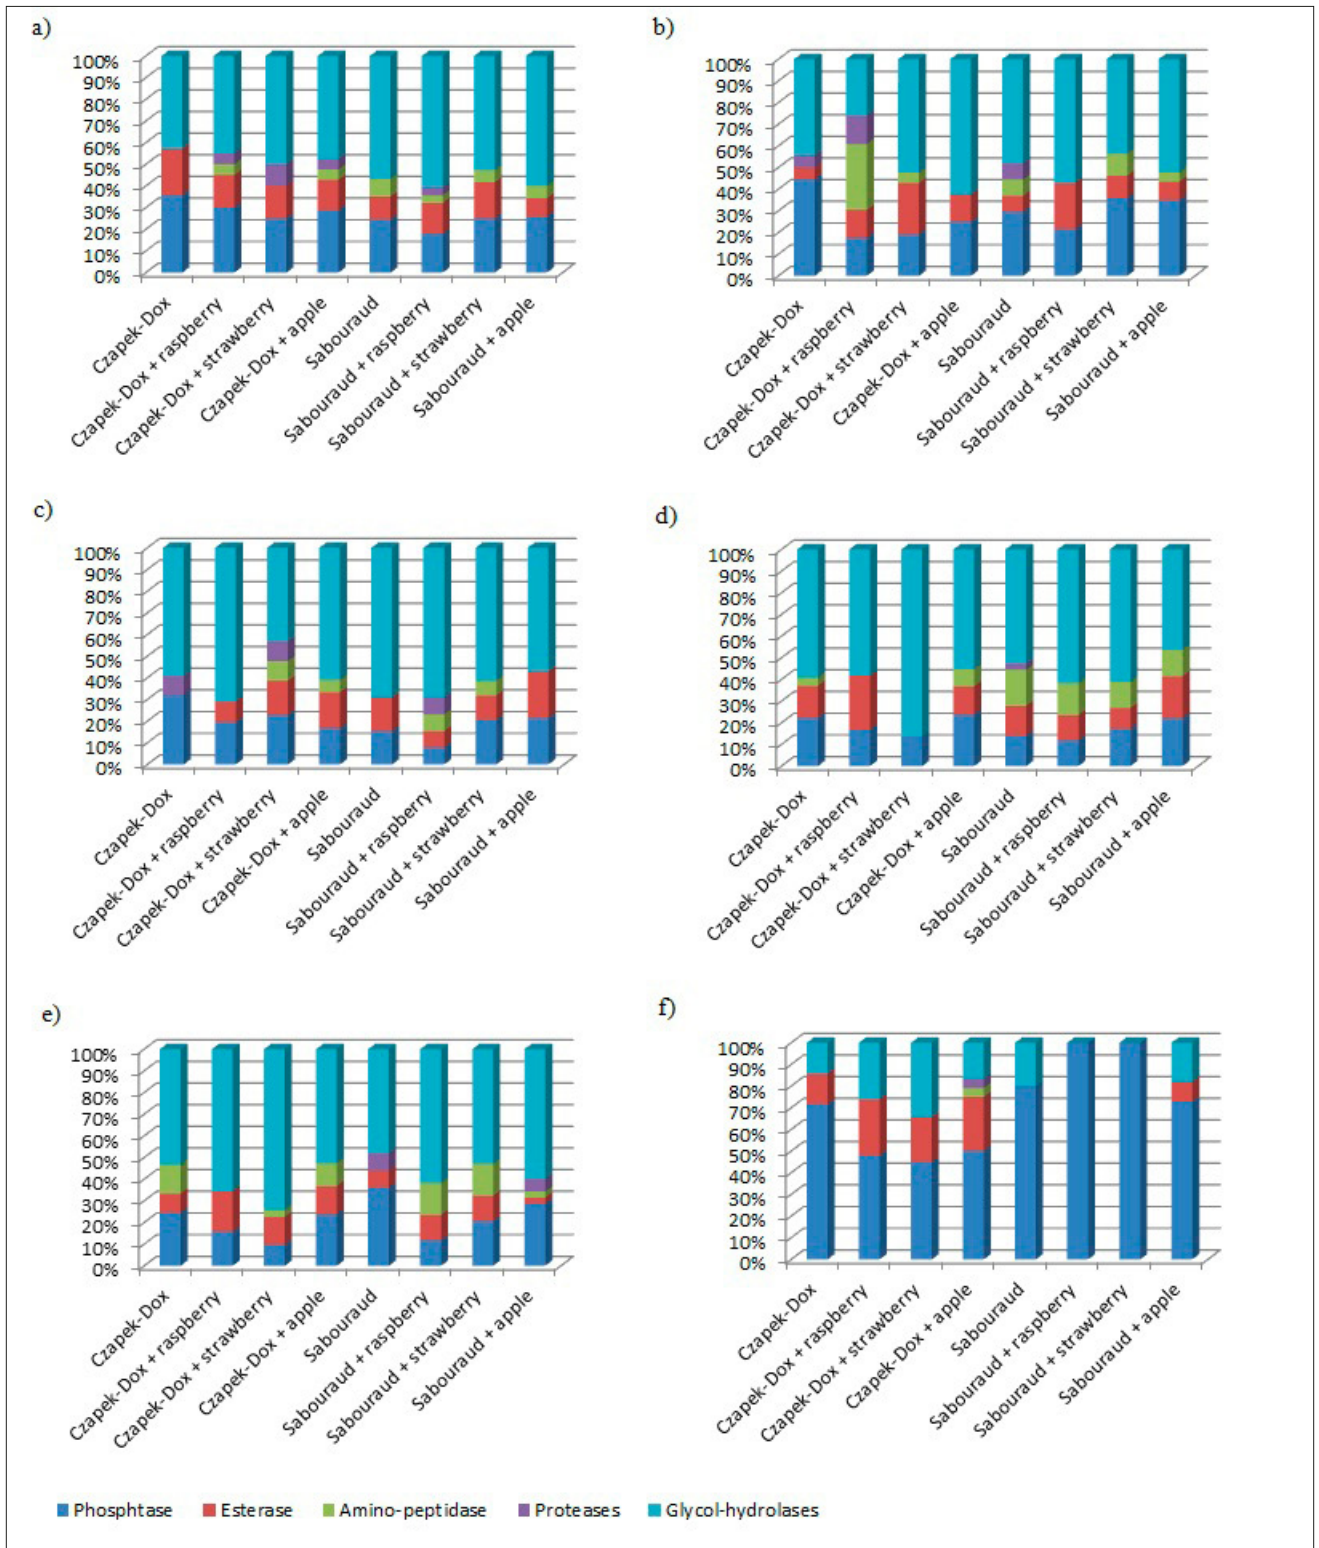 a)
100%
90%
80%
70%
60%
50%
40%
30%
20%
10%
0%
Czapek-Dox
Czapek-Dox + raspberry
Czapek-Dox + strawberry
Czapek-Dox + apple
Sabouraud
Sabouraud + raspberry
Sabouraud + strawberry
Sabouraud + apple
b)
100%
90%
80%
70%
60%
50%
40%
30%
20%
10%
0%
Czapek-Dox
Czapek-Dox + raspberry
Czapek-Dox + strawberry
Czapek-Dox + apple
Sabouraud
Sabouraud + raspberry
Sabouraud + strawberry
Sabouraud + apple
c)
100%
90%
80%
70%
60%
50%
40%
30%
20%
10%
0%
Czapek-Dox
Czapek-Dox + raspberry
Czapek-Dox + strawberry
Czapek-Dox + apple
Sabouraud
Sabouraud + raspberry
Sabouraud + strawberry
Sabouraud + apple
d)
100%
90%
80%
70%
60%
50%
40%
30%
20%
10%
0%
Czapek-Dox
Czapek-Dox + raspberry
Czapek-Dox + strawberry
Czapek-Dox + apple
Sabouraud
Sabouraud + raspberry
Sabouraud + strawberry
Sabouraud + apple
e)
100%
90%
80%
70%
60%
50%
40%
30%
20%
10%
0%
Czapek-Dox
Czapek-Dox + raspberry
Czapek-Dox + strawberry
Czapek-Dox + apple
Sabouraud
Sabouraud + raspberry
Sabouraud + strawberry
Sabouraud + apple
f)
100%
90%
80%
70%
60%
50%
40%
30%
20%
10%
0%
Czapek-Dox
Czapek-Dox + raspberry
Czapek-Dox + strawberry
Czapek-Dox + apple
Sabouraud
Sabouraud + raspberry
Sabouraud + strawberry
Sabouraud + apple
Phosphtase Esterase Amino-peptidase Proteases Glycol-hydrolases